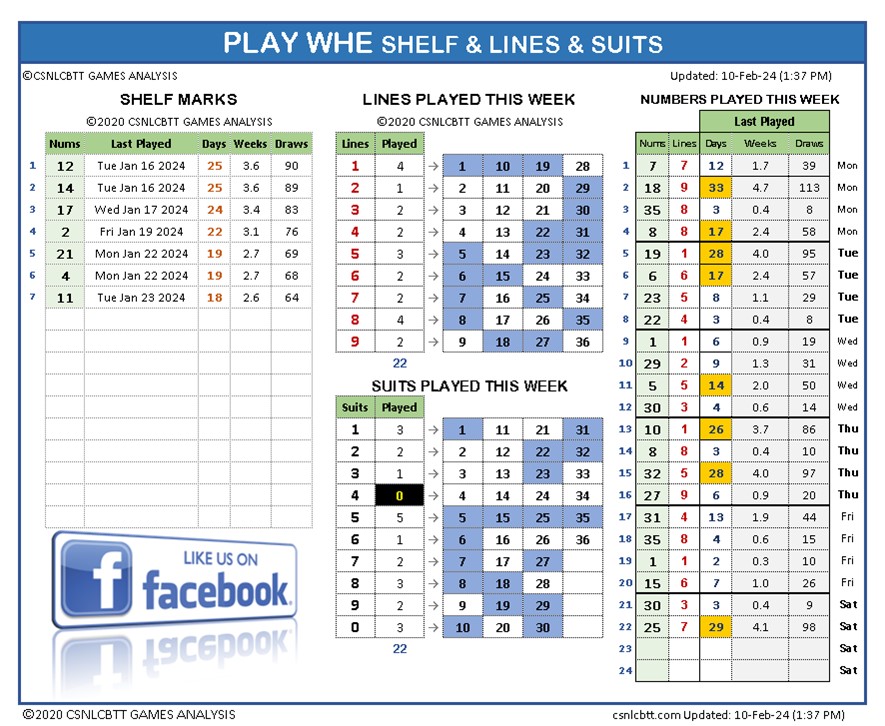 PLAY WHE SHELF & LINES & SUITS
©CSNLCBTT GAMES ANALYSIS
Updated: 10-Feb-24 (1:37 PM)
SHELF MARKS
©2020 CSNLCBTT GAMES ANALYSIS
Nums Last Played Days Weeks Draws
1 12 Tue Jan 16 2024 25 3.6 90
2 14 Tue Jan 16 2024 25 3.6 89
3 17 Wed Jan 17 2024 24 3.4 83
4 2 Fri Jan 19 2024 22 3.1 76
5 21 Mon Jan 22 2024 19 2.7 69
6 4 Mon Jan 22 2024 19 2.7 68
7 11 Tue Jan 23 2024 18 2.6 64
LIKE US ON
f facebook.
LINES PLAYED THIS WEEK
©2020 CSNLCBTT GAMES ANALYSIS
Lines Played
1 4 → 1 10 19 28
2 1 → 2 11 20 29
3 2 → 3 12 21 30
4 2 → 4 13 22 31
5 3 → 5 14 23 32
6 2 → 6 15 24 33
7 2 → 7 16 25 34
8 4 → 8 17 26 35
9 2 → 9 18 27 36
22
SUITS PLAYED THIS WEEK
Suits Played
1 3 → 1 11 21 31
2 2 → 2 12 22 32
3 1 → 3 13 23 33
4 0 → 4 14 24 34
5 5 → 5 15 25 35
6 1 → 6 16 26 36
7 2 → 7 17 27
8 3 → 8 18 28
9 2 → 9 19 29
0 3 → 10 20 30
22
NUMBERS PLAYED THIS WEEK
Last Played
Nums Lines Days Weeks Draws
1 7 7 12 1.7 39 Mon
2 18 9 33 4.7 113 Mon
3 35 8 3 0.4 8 Mon
4 8 8 17 2.4 58 Mon
5 19 1 28 4.0 95 Tue
6 6 6 17 2.4 57 Tue
7 23 5 8 1.1 29 Tue
8 22 4 3 0.4 8 Tue
9 1 1 6 0.9 19 Wed
10 29 2 9 1.3 31 Wed
11 5 5 14 2.0 50 Wed
12 30 3 4 0.6 14 Wed
13 10 1 26 3.7 86 Thu
14 8 8 3 0.4 10 Thu
15 32 5 28 4.0 97 Thu
16 27 9 6 0.9 20 Thu
17 31 4 13 1.9 44 Fri
18 35 8 4 0.6 15 Fri
19 1 1 2 0.3 10 Fri
20 15 6 7 1.0 26 Fri
21 30 3 3 0.4 9 Sat
22 25 7 29 4.1 98 Sat
23 Sat
24 Sat
©2020 CSNLCBTT GAMES ANALYSIS
csnlcbtt.com Updated: 10-Feb-24 (1:37 PM)